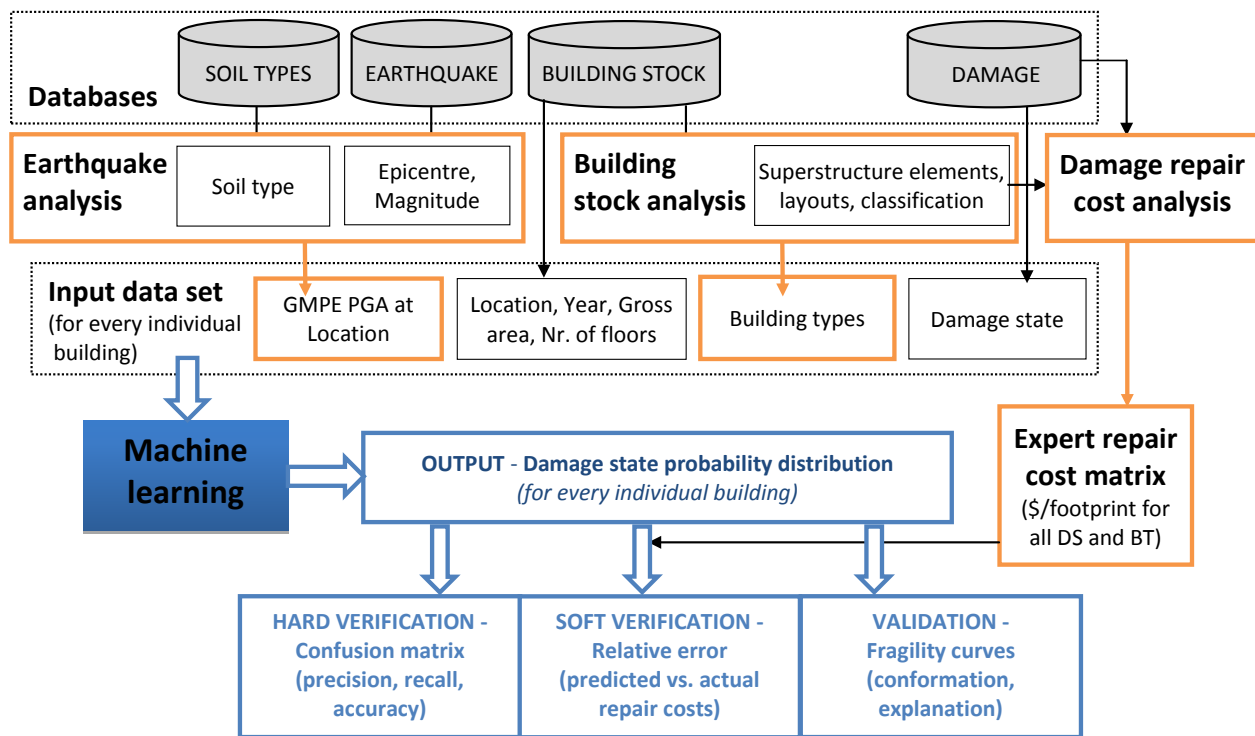 SOIL TYPES
EARTHQUAKE
BUILDING STOCK
DAMAGE
Databases
Earthquake
analysis
Soil type
Epicentre,
Magnitude
Building
stock analysis
Superstructure elements,
layouts, classification
Damage repair
cost analysis
Input data set
(for every individual
building)
GMPE PGA at
Location
Location, Year, Gross
area, Nr. of floors
Building types
Damage state
Machine
learning
OUTPUT - Damage state probability distribution
(for every individual building)
Expert repair
cost matrix
($/footprint for
all DS and BT)
HARD VERIFICATION -
Confusion matrix
(precision, recall,
accuracy)
SOFT VERIFICATION -
Relative error
(predicted vs. actual
repair costs)
VALIDATION -
Fragility curves
(conformation,
explanation)